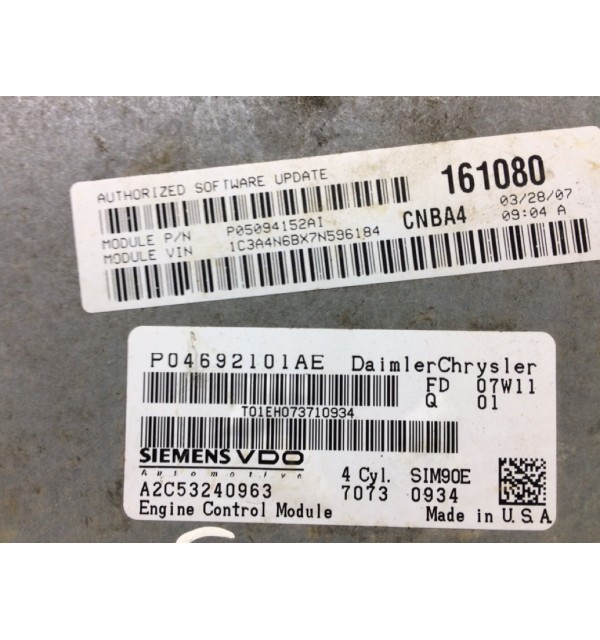 AUTHORIZED SOFTWARE UPDATE
161080
MODULE P/N P05094152AI
CNBA4 03/28/07
MODULE VIN 1C3A4N6BX7N596184
09:04 A
P04692101AE DaimlerChrysler
FD 07W11
Q 01
T01EH073710934
SIEMENS VDO
Automotive
4 Cyl. SIM90E
A2C53240963 7073 0934
Engine Control Module Made in U.S.A